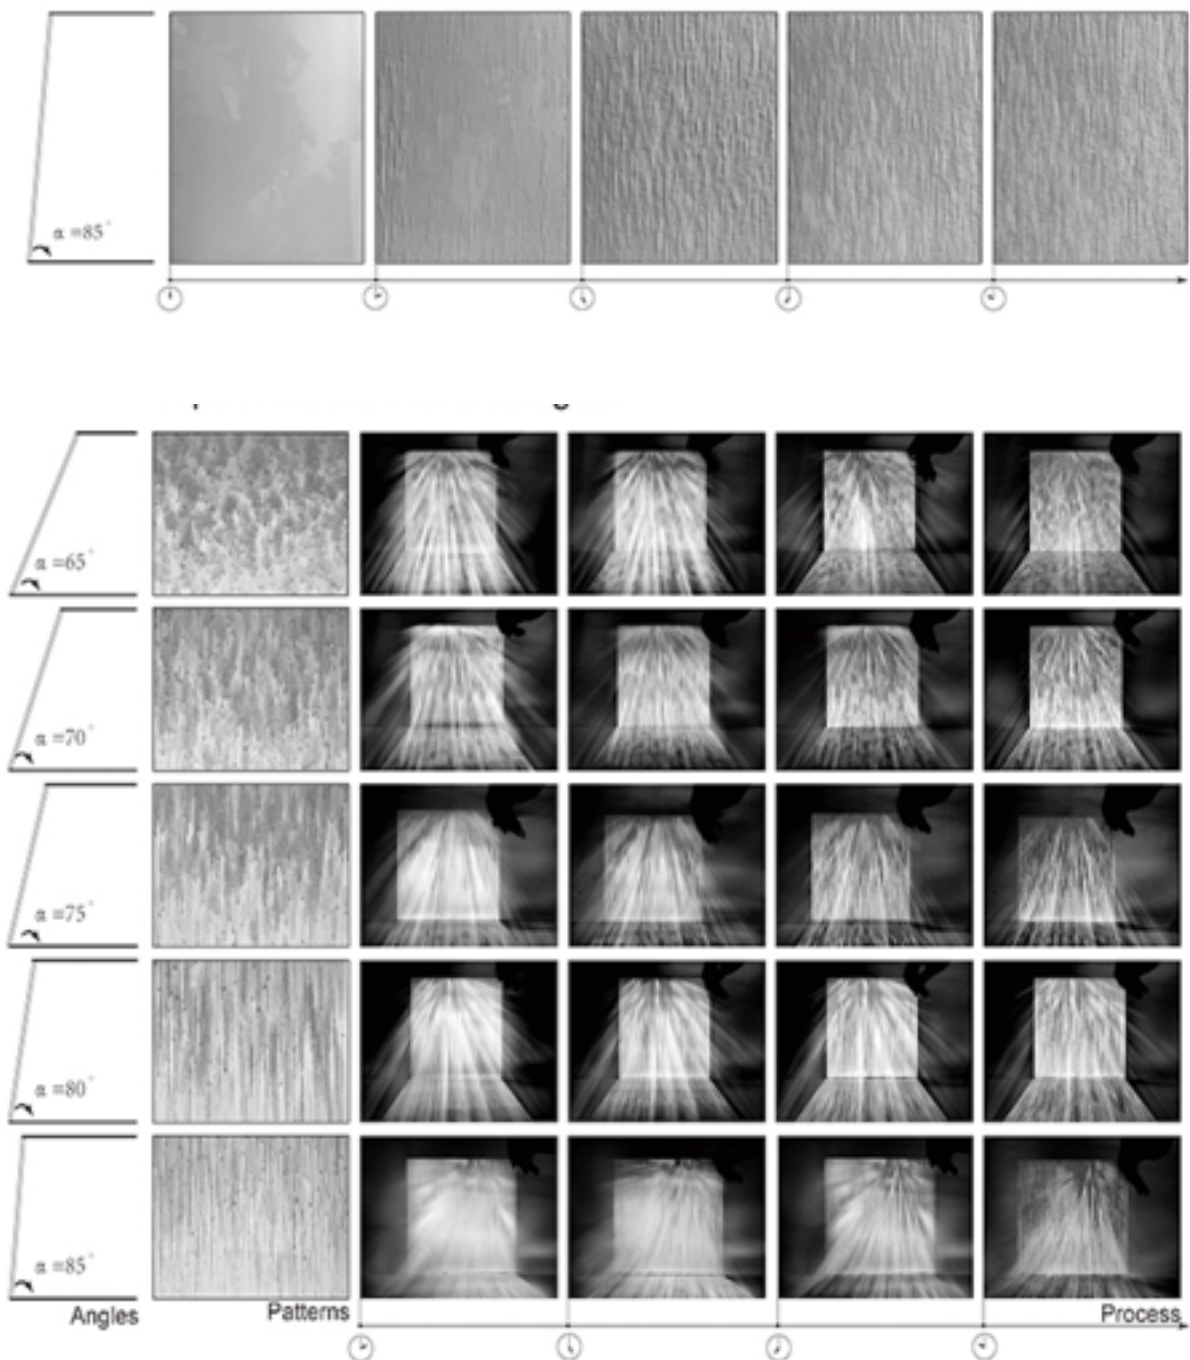 α =85°
α =65°
α =70°
α =75°
α =80°
α =85°
Angles
Patterns
Process